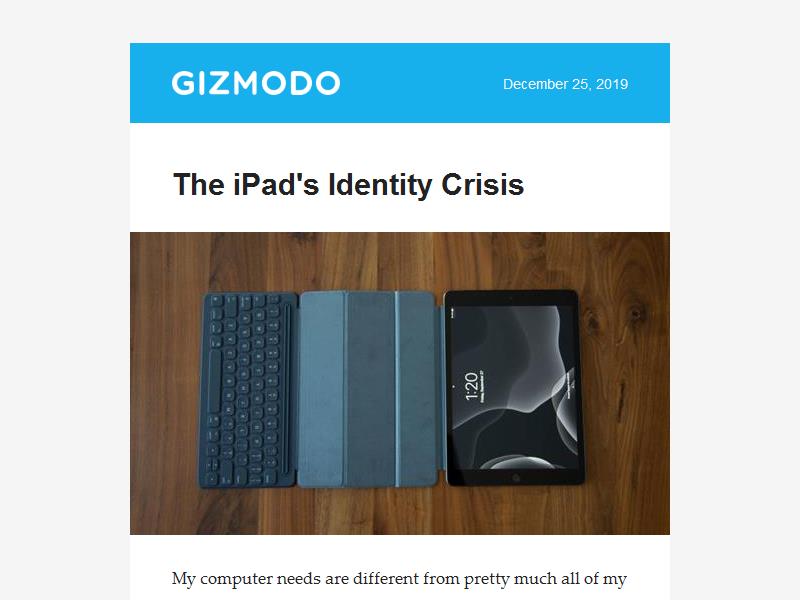 GIZMODO
December 25, 2019
The iPad's Identity Crisis
1:20
My computer needs are different from pretty much all of my